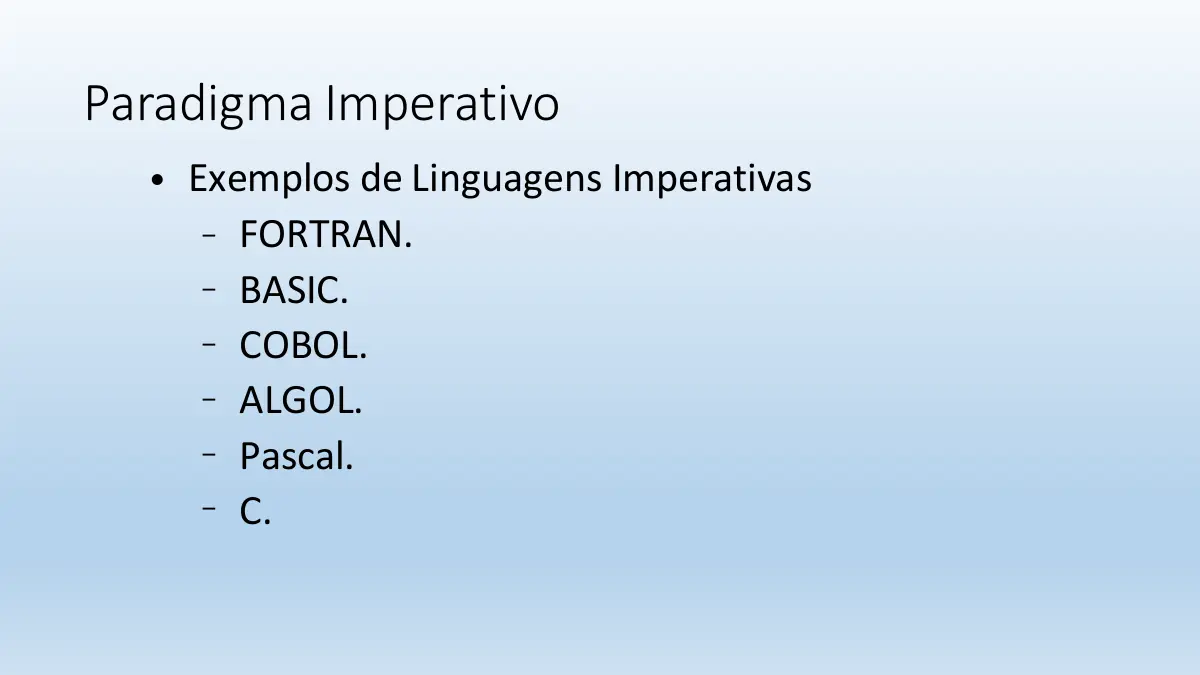 Paradigma Imperativo
• Exemplos de Linguagens Imperativas
– FORTRAN.
– BASIC.
– COBOL.
– ALGOL.
– Pascal.
– C.